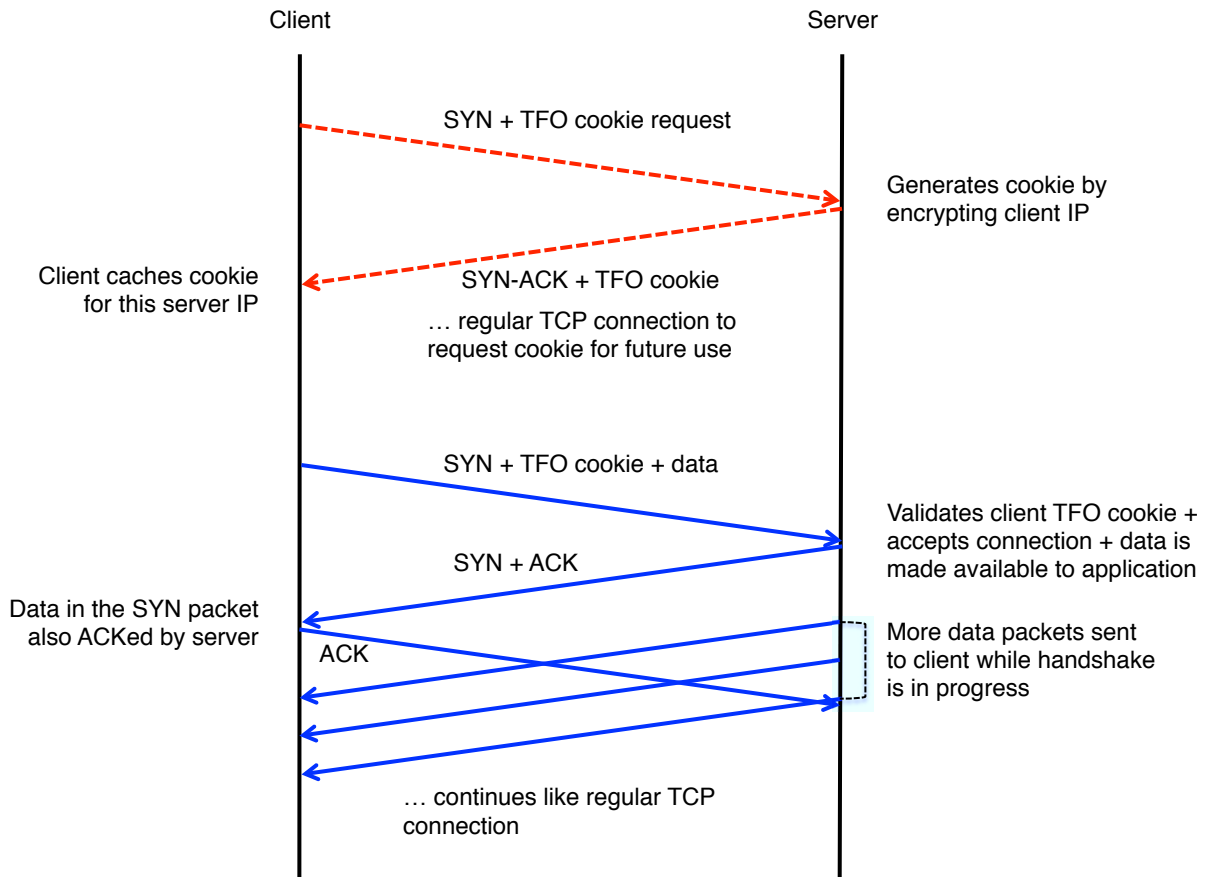 Client
Server
SYN + TFO cookie request
Generates cookie by
encrypting client IP
Client caches cookie
for this server IP
SYN-ACK + TFO cookie
… regular TCP connection to
request cookie for future use
SYN + TFO cookie + data
Validates client TFO cookie +
accepts connection + data is
made available to application
SYN + ACK
Data in the SYN packet
also ACKed by server
ACK
More data packets sent
to client while handshake
is in progress
… continues like regular TCP
connection